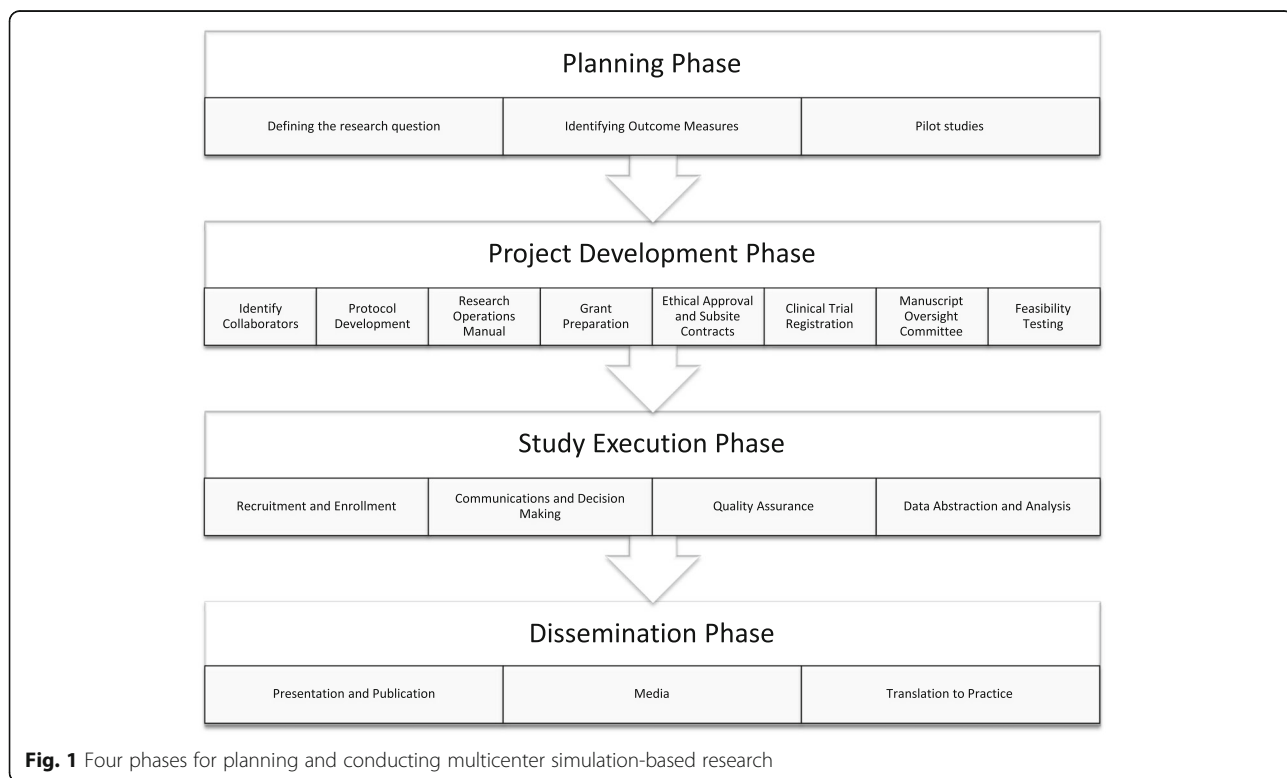 Planning Phase
Defining the research question
Identifying Outcome Measures
Pilot studies
Project Development Phase
Identify
Collaborators
Protocol
Development
Research
Operations
Manual
Grant
Preparation
Ethical Approval
and Subsite
Contracts
Clinical Trial
Registration
Manuscript
Oversight
Committee
Feasibility
Testing
Study Execution Phase
Recruitment and Enrollment
Communications and Decision
Making
Quality Assurance
Data Abstraction and Analysis
Dissemination Phase
Presentation and Publication
Media
Translation to Practice
Fig. 1 Four phases for planning and conducting multicenter simulation-based research